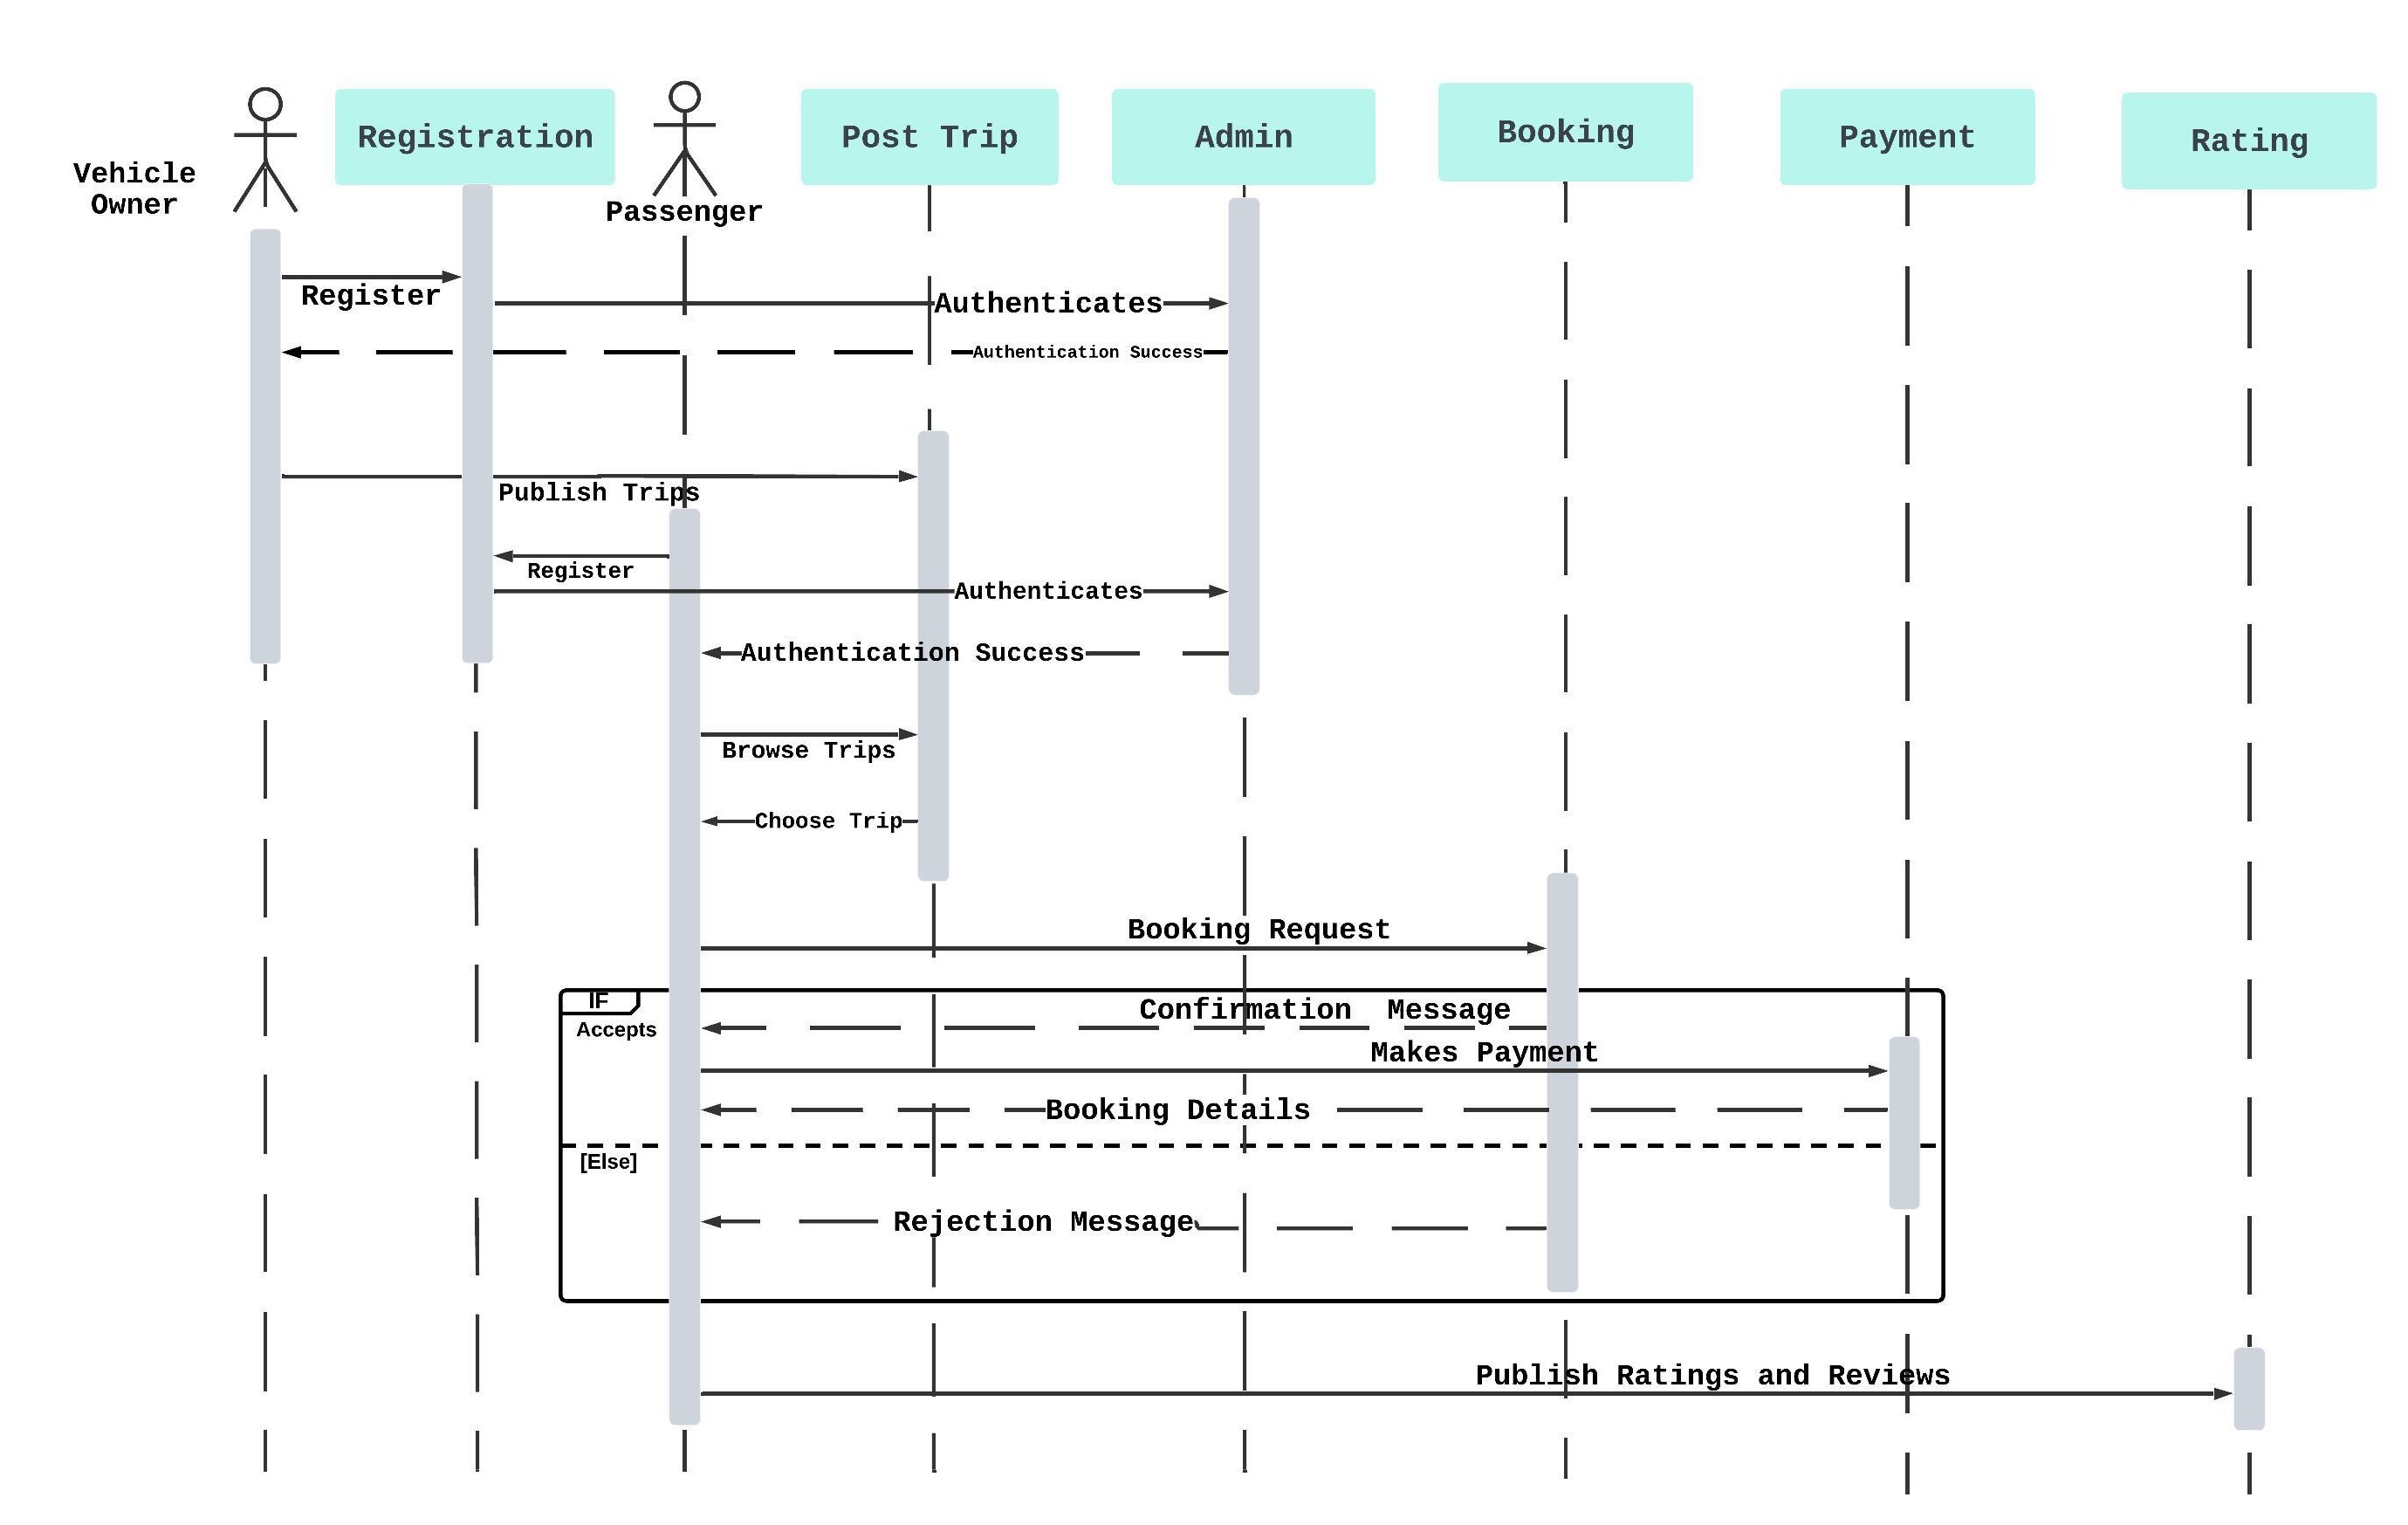 Vehicle
Owner
Registration
Passenger
Post Trip
Admin
Booking
Payment
Rating
Register
Authenticates
Authentication Success
Publish Trips
Register
Authenticates
Authentication Success
Browse Trips
Choose Trip
Booking Request
IF
Accepts
Confirmation Message
Makes Payment
Booking Details
[Else]
Rejection Message
Publish Ratings and Reviews